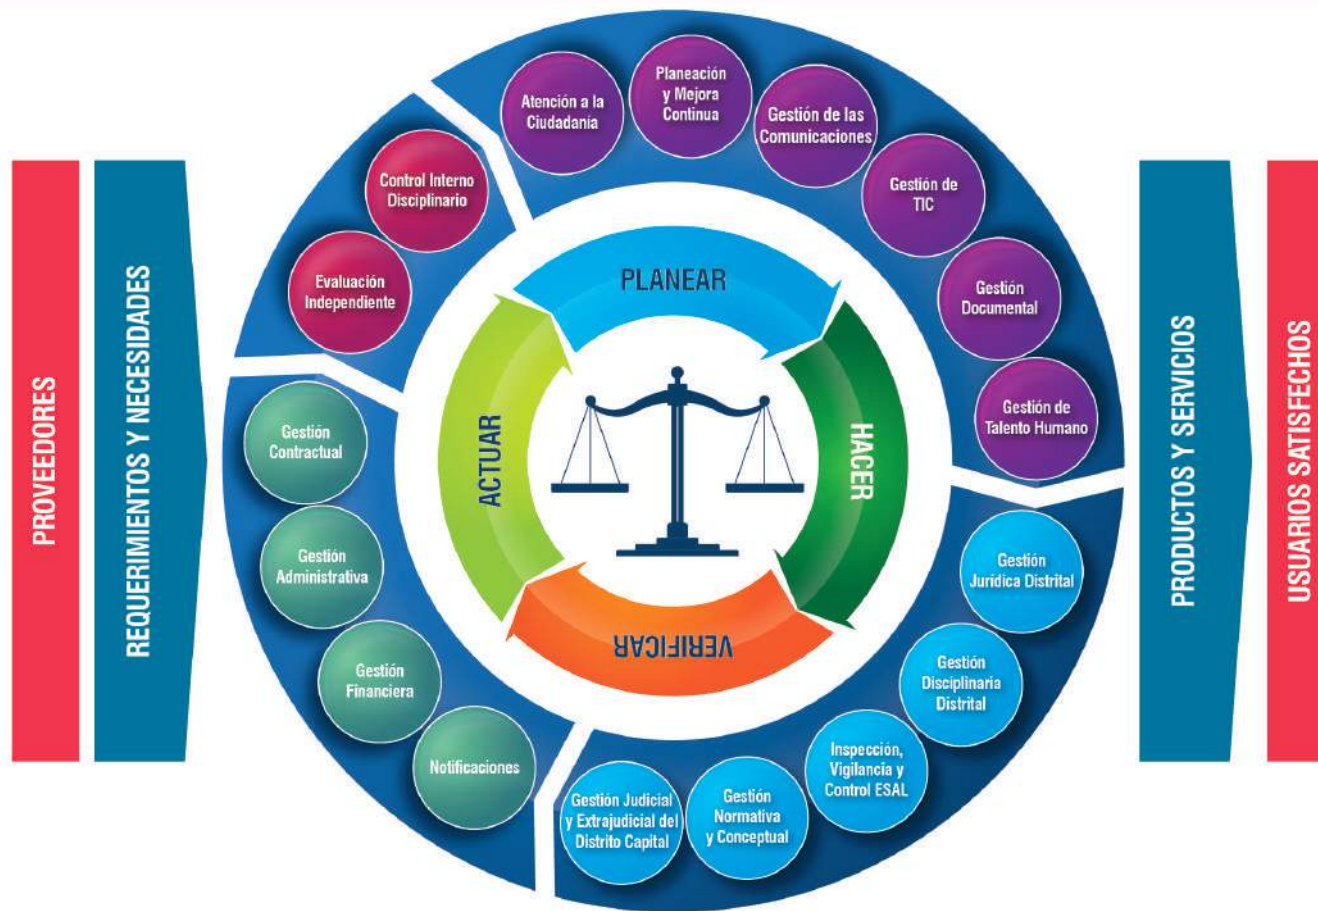 PROVEEDORES
REQUERIMIENTOS Y NECESIDADES
Atención a la
Ciudadanía
Planeación
y Mejora
Continua
Gestión de las
Comunicaciones
Gestión de
TIC
Gestión
Documental
Gestión de
Talento Humano
Gestión
Jurídica Distrital
Gestión
Disciplinaria
Distrital
Inspección,
Vigilancia y
Control ESAL
Gestión
Normativa
y Conceptual
Gestión Judicial
y Extrajudicial del
Distrito Capital
Notificaciones
Gestión
Financiera
Gestión
Administrativa
Gestión
Contractual
Evaluación
Independiente
Control Interno
Disciplinario
PLANEAR
HACER
VERIFICAR
ACTUAR
PRODUCTOS Y SERVICIOS
USUARIOS SATISFECHOS